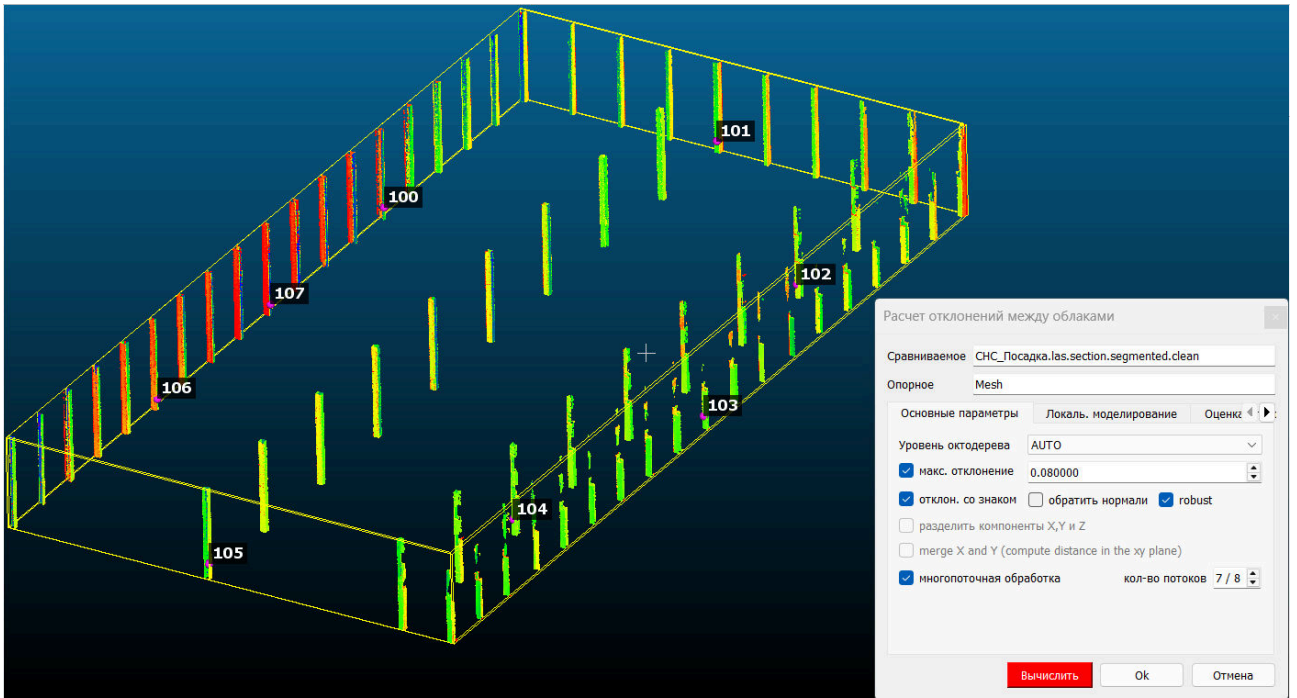 101
100
102
107
Расчет отклонений между облаками
Сравниваемое СНС_Посадка.las.section.segmented.clean
Опорное Mesh
106
103
Основные параметры Локаль. моделирование Оценка
Уровень октодерева AUTO
макс. отклонение 0.080000
отклон. со знаком обратить нормали robust
104
разделить компоненты X,Y и Z
105
merge X and Y (compute distance in the xy plane)
многопоточная обработка кол-во потоков 7 / 8
Вычислить Ok Отмена